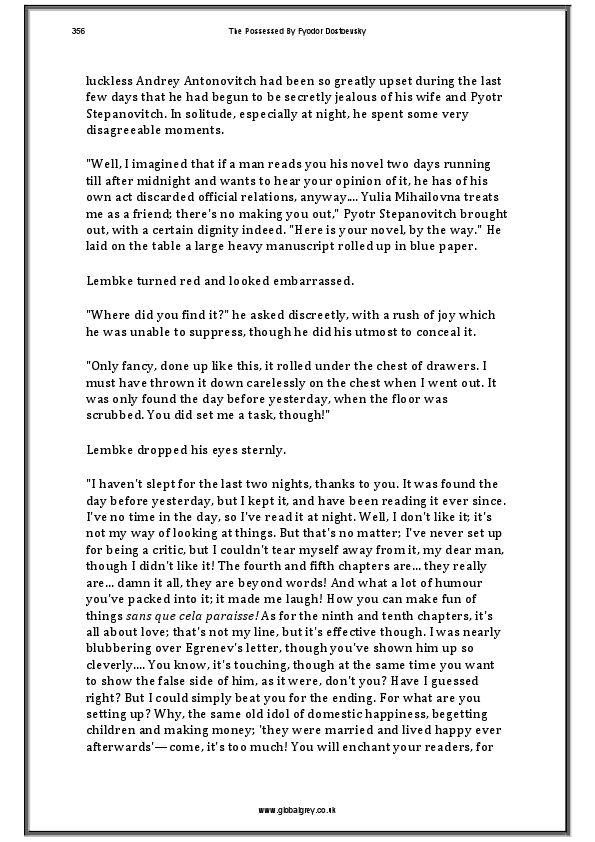 356
The Possessed By Fyodor Dostoevsky
luckless Andrey Antonovitch had been so greatly upset during the last
few days that he had begun to be secretly jealous of his wife and Pyotr
Stepanovitch. In solitude, especially at night, he spent some very
disagreeable moments.
"Well, I imagined that if a man reads you his novel two days running
till after midnight and wants to hear your opinion of it, he has of his
own act discarded official relations, anyway.... Yulia Mihailovna treats
me as a friend; there's no making you out," Pyotr Stepanovitch brought
out, with a certain dignity indeed. "Here is your novel, by the way." He
laid on the table a large heavy manuscript rolled up in blue paper.
Lembke turned red and looked embarrassed.
"Where did you find it?" he asked discreetly, with a rush of joy which
he was unable to suppress, though he did his utmost to conceal it.
"Only fancy, done up like this, it rolled under the chest of drawers. I
must have thrown it down carelessly on the chest when I went out. It
was only found the day before yesterday, when the floor was
scrubbed. You did set me a task, though!"
Lembke dropped his eyes sternly.
"I haven't slept for the last two nights, thanks to you. It was found the
day before yesterday, but I kept it, and have been reading it ever since.
I've no time in the day, so I've read it at night. Well, I don't like it; it's
not my way of looking at things. But that's no matter; I've never set up
for being a critic, but I couldn't tear myself away from it, my dear man,
though I didn't like it! The fourth and fifth chapters are... they really
are... damn it all, they are beyond words! And what a lot of humour
you've packed into it; it made me laugh! How you can make fun of
things sans que cela paraisse! As for the ninth and tenth chapters, it's
all about love; that's not my line, but it's effective though. I was nearly
blubbering over Egrenev's letter, though you've shown him up so
cleverly.... You know, it's touching, though at the same time you want
to show the false side of him, as it were, don't you? Have I guessed
right? But I could simply beat you for the ending. For what are you
setting up? Why, the same old idol of domestic happiness, begetting
children and making money; 'they were married and lived happy ever
afterwards'—come, it's too much! You will enchant your readers, for
www.globalgrey.co.uk